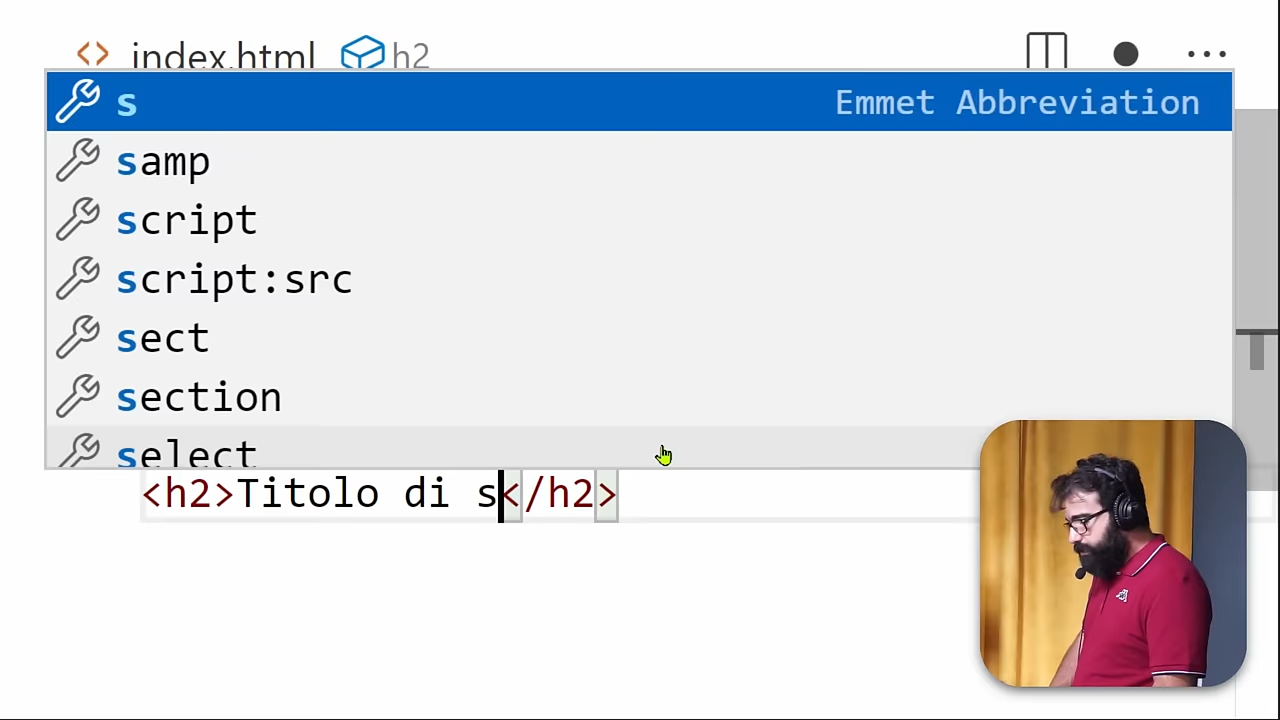 index.html h2
s Emmet Abbreviation
samp
script
script:src
sect
section
select
<h2>Titolo di s</h2>